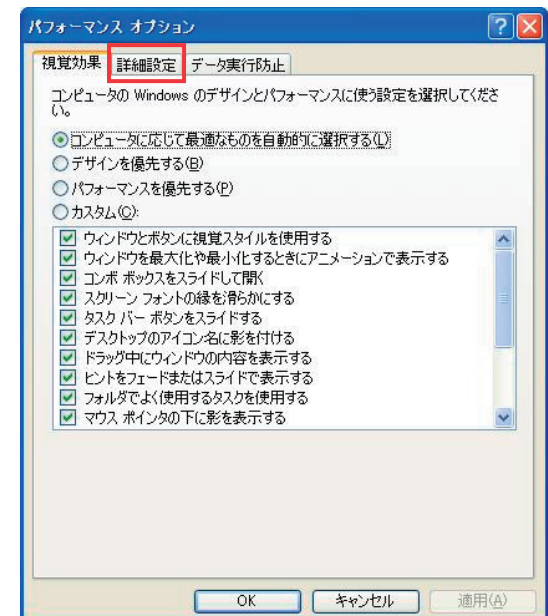 パフォーマンス オプション
視覚効果 詳細設定 データ実行防止
コンピュータの Windows のデザインとパフォーマンスに使う設定を選択してくださ
い。
コンピュータに応じて最適なものを自動的に選択する(L)
デザインを優先する(B)
パフォーマンスを優先する(P)
カスタム(C):
ウィンドウとボタンに視覚スタイルを使用する
ウィンドウを最大化や最小化するときにアニメーションで表示する
コンボ ボックスをスライドして開く
スクリーン フォントの縁を滑らかにする
タスク バー ボタンをスライドする
デスクトップのアイコン名に影を付ける
ドラッグ中にウィンドウの内容を表示する
ヒントをフェードまたはスライドで表示する
フォルダでよく使用するタスクを使用する
マウス ポインタの下に影を表示する
OK キャンセル 適用(A)